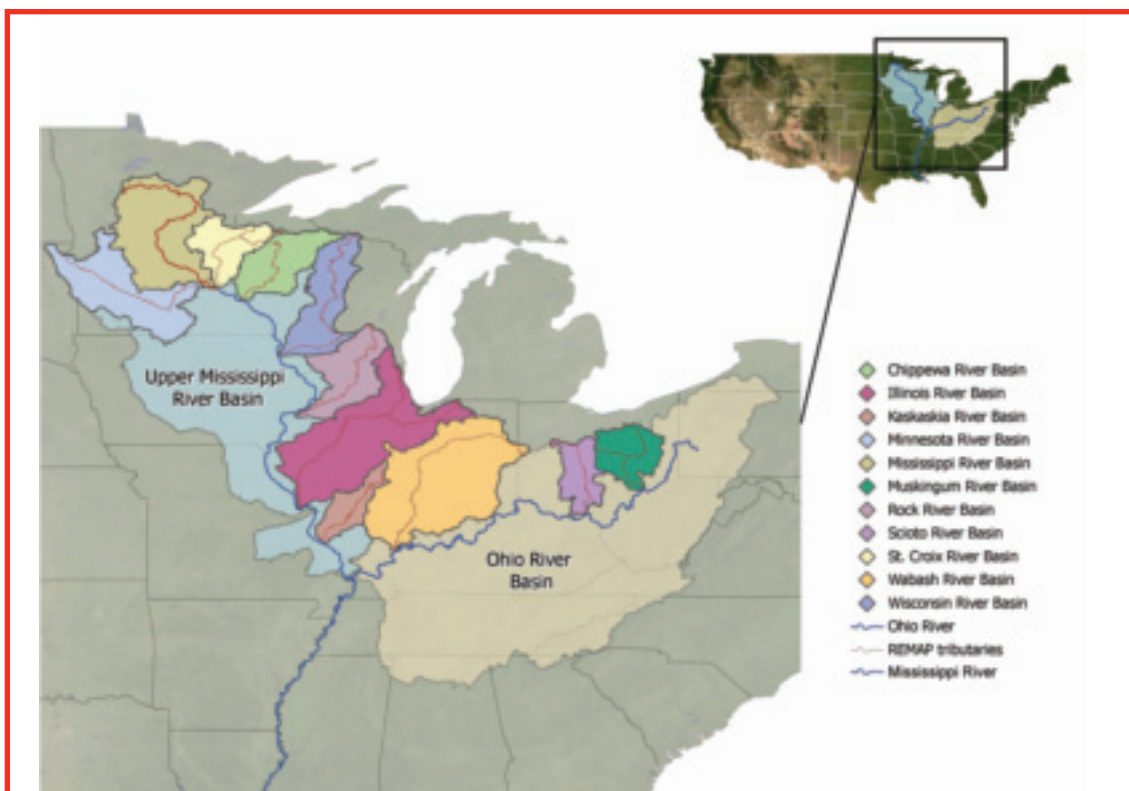 Upper Mississippi
River Basin
Ohio River
Basin
Chippewa River Basin
Illinois River Basin
Kaskaskia River Basin
Minnesota River Basin
Mississippi River Basin
Muskingum River Basin
Rock River Basin
Scioto River Basin
St. Croix River Basin
Wabash River Basin
Wisconsin River Basin
Ohio River
REMAP tributaries
Mississippi River